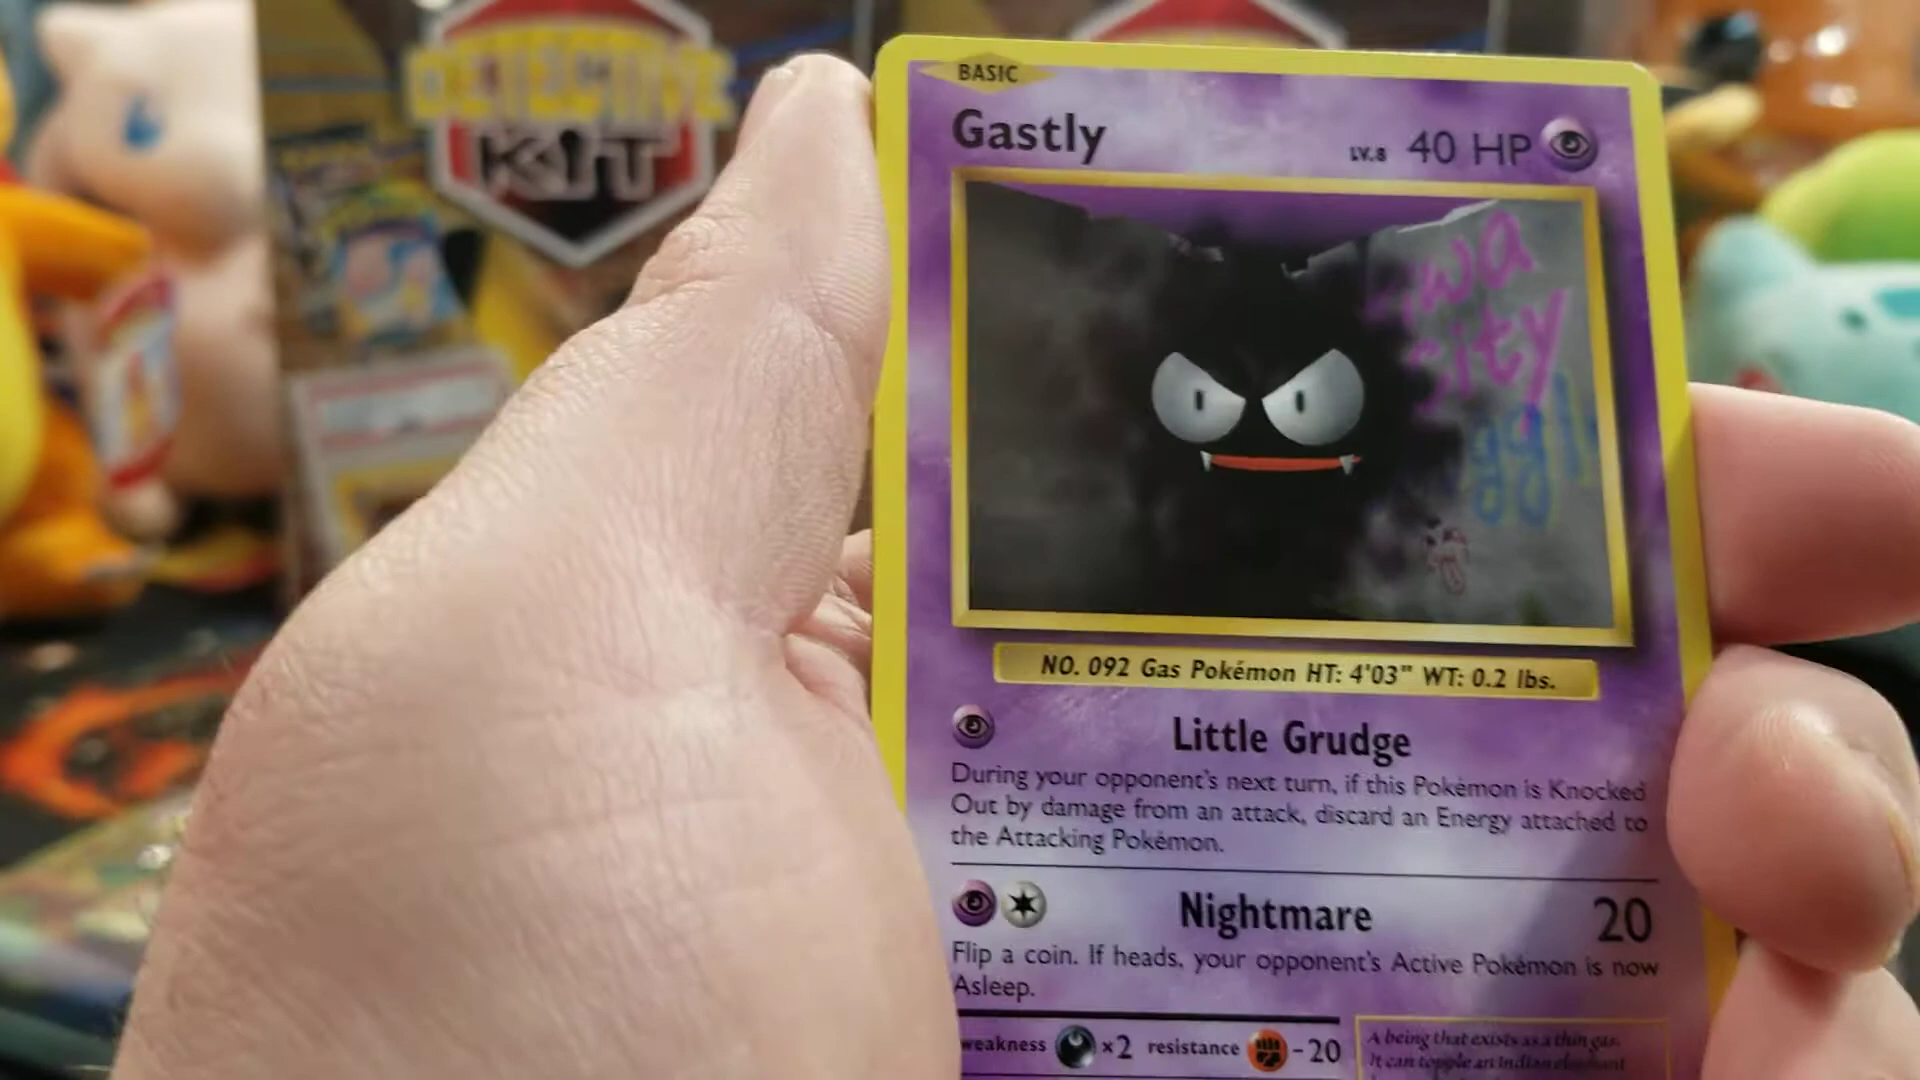 DETECTIVE
KIT
BASIC
Gastly
LV.8 40 HP
wa
city
ggl
NO. 092 Gas Pokémon HT: 4'03" WT: 0.2 lbs.
Little Grudge
During your opponent's next turn, if this Pokémon is Knocked
Out by damage from an attack, discard an Energy attached to
the Attacking Pokémon.
Nightmare 20
Flip a coin. If heads, your opponent's Active Pokémon is now
Asleep.
weakness ×2 resistance -20
A being that exists as a thin gas.
It can topple an Indian elephant